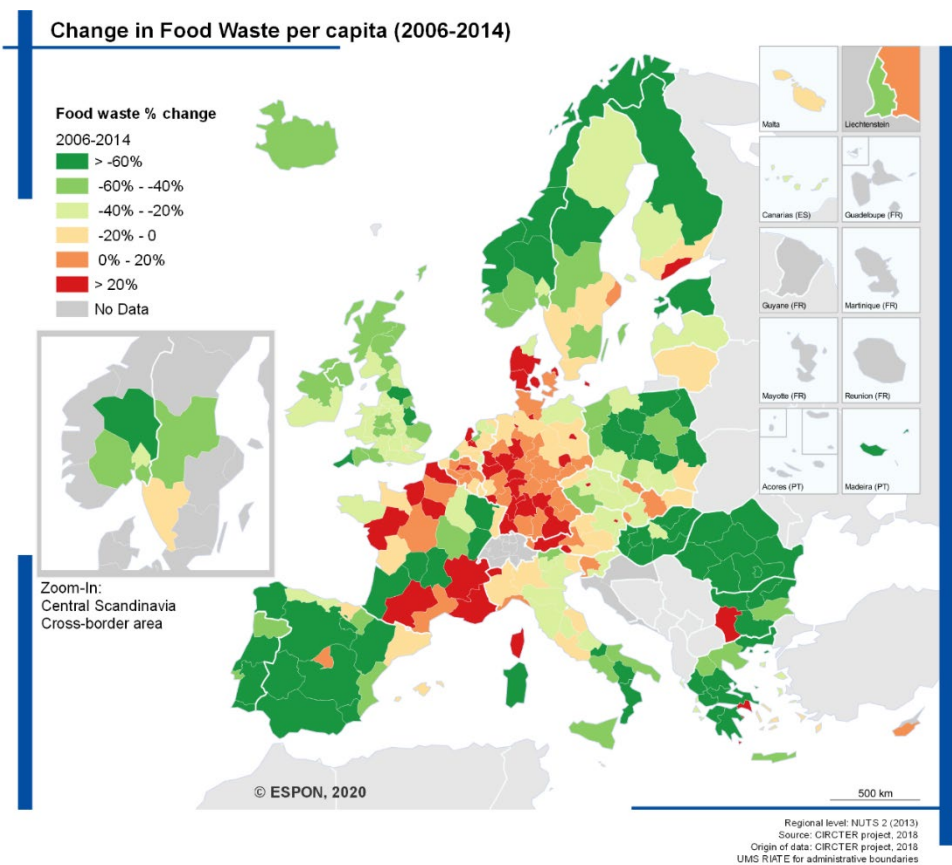 Change in Food Waste per capita (2006-2014)
Food waste % change
2006-2014
> -60%
-60% - -40%
-40% - -20%
-20% - 0
0% - 20%
> 20%
No Data
Malta
Liechtenstein
Canarias (ES)
Guadeloupe (FR)
Guyane (FR)
Martinique (FR)
Mayotte (FR)
Reunion (FR)
Acores (PT)
Madeira (PT)
Zoom-In:
Central Scandinavia
Cross-border area
© ESPON, 2020
500 km
Regional level: NUTS 2 (2013)
Source: CIRCTER project, 2018
Origin of data: CIRCTER project, 2018
UMS RIATE for administrative boundaries